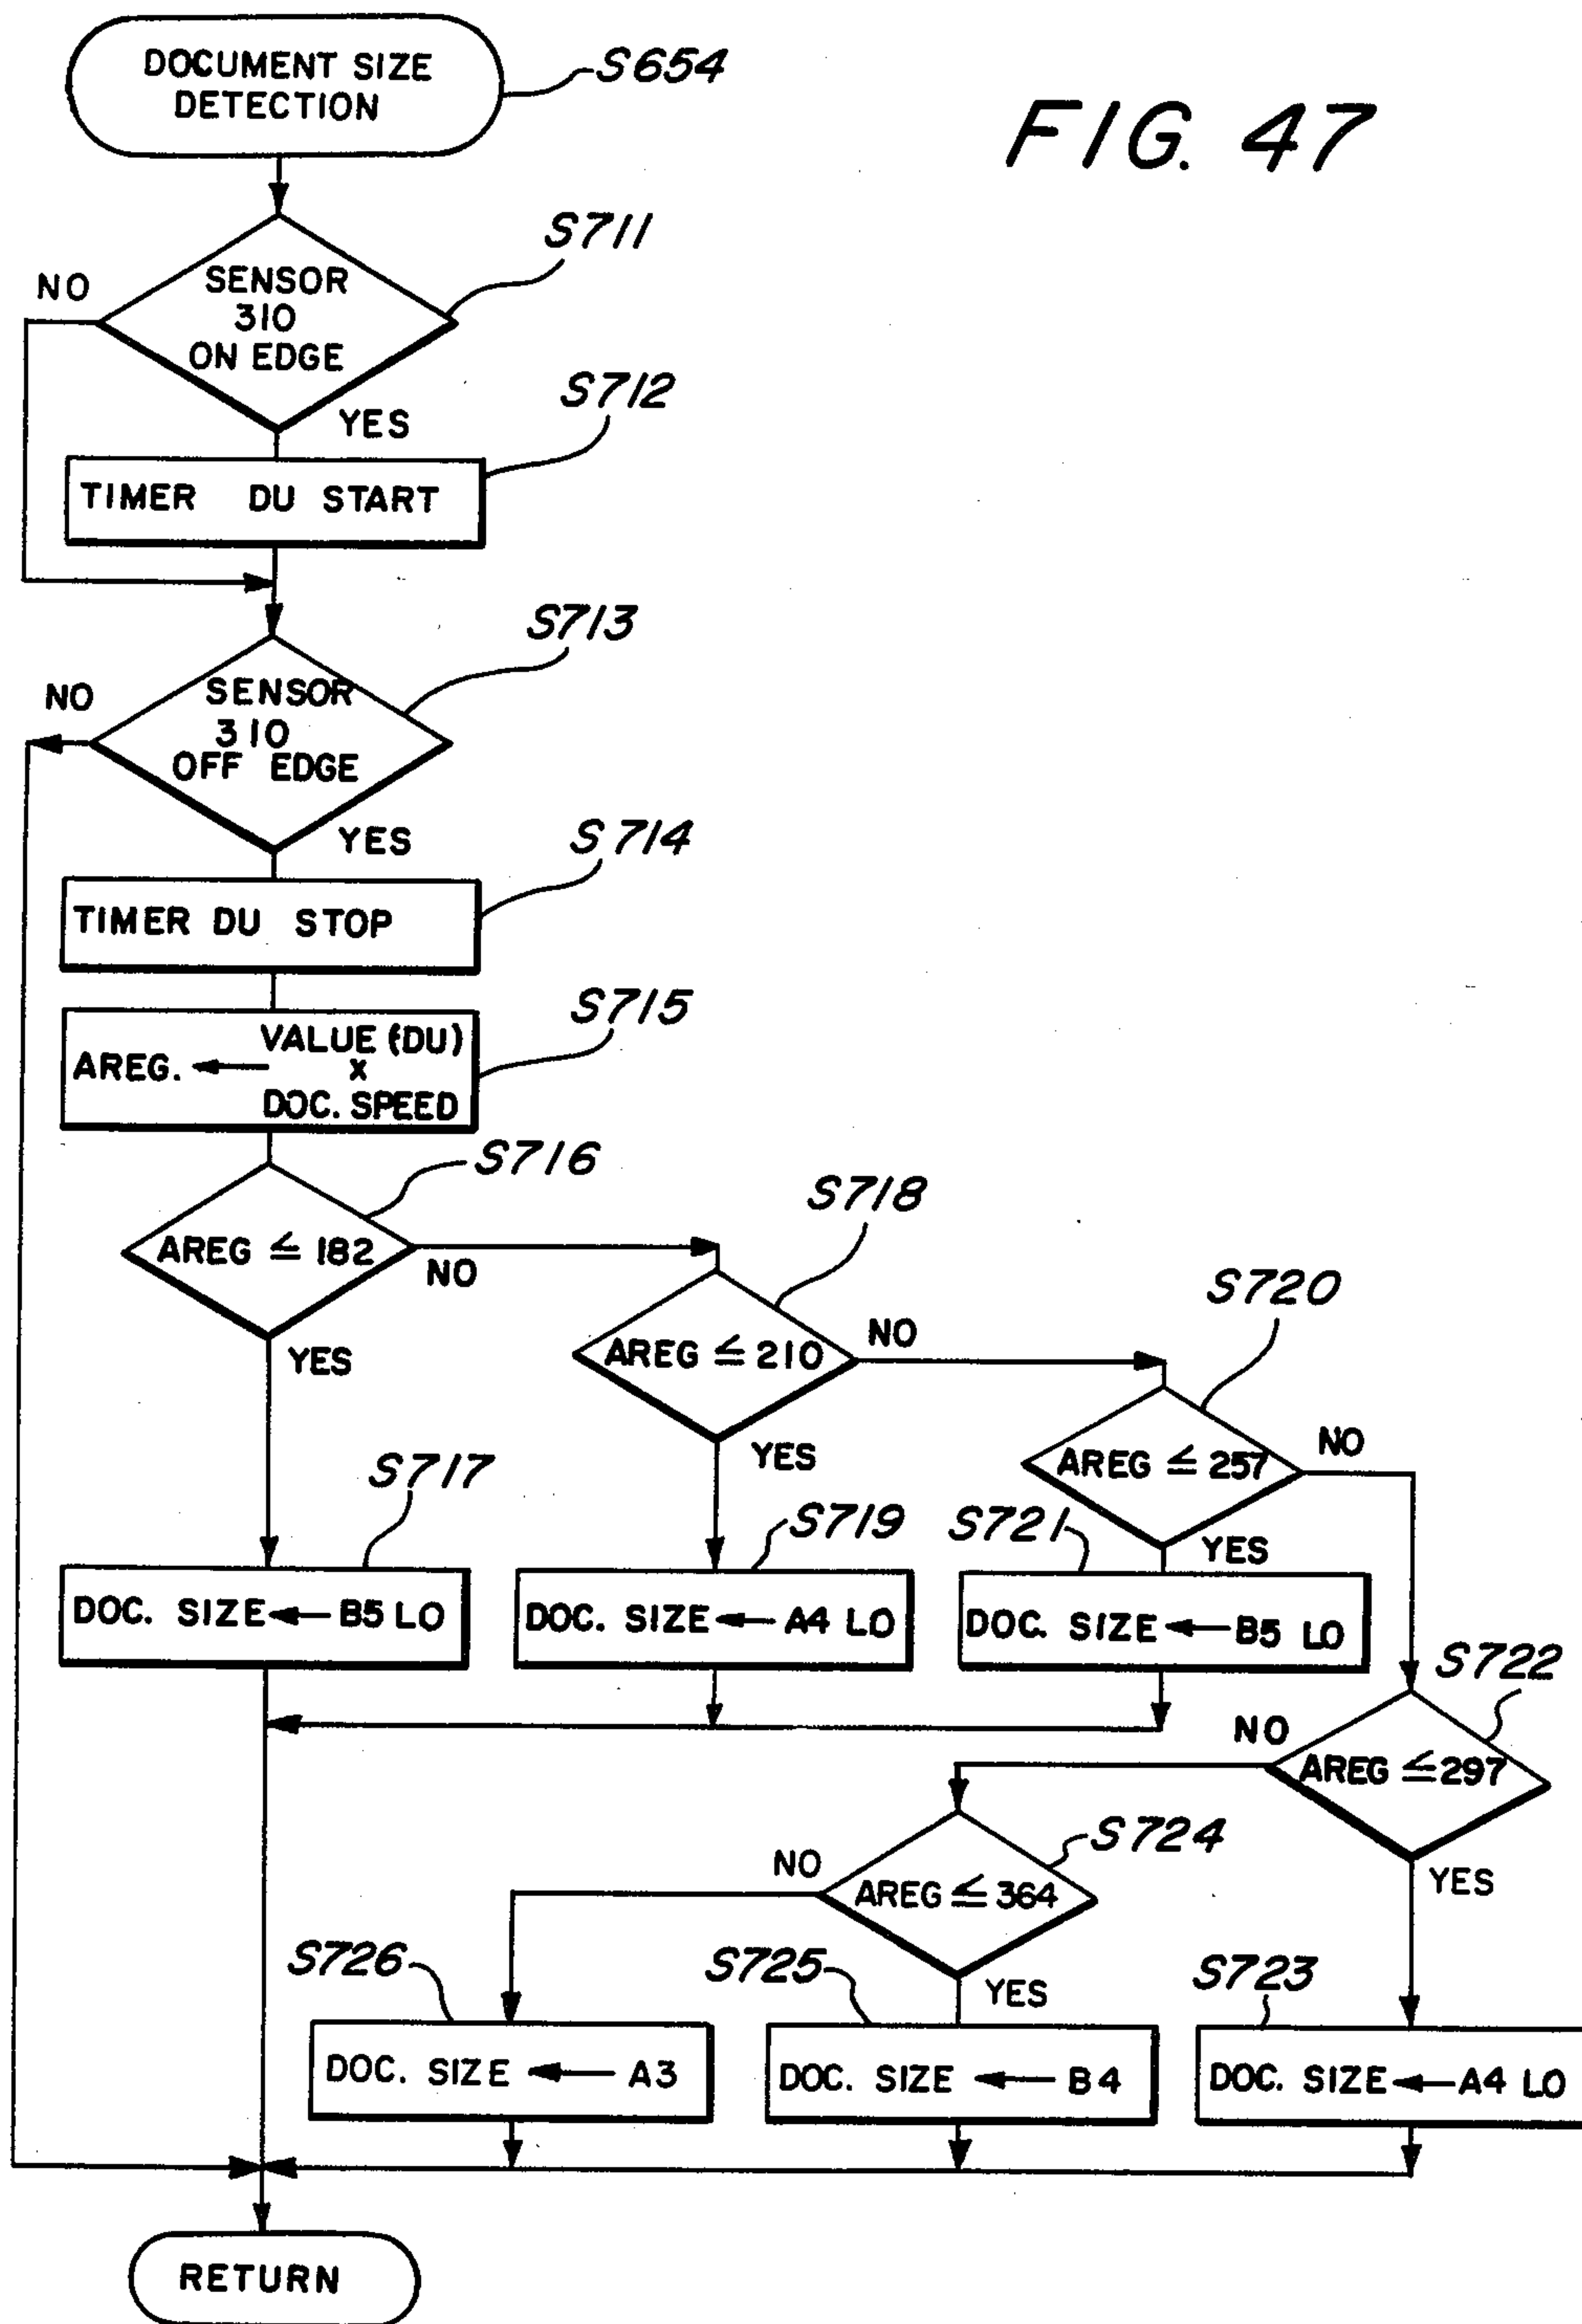 DOCUMENT SIZE
DETECTION
S654
FIG. 47
S711
NO
SENSOR
310
ON EDGE
YES
S712
TIMER DU START
S713
NO
SENSOR
310
OFF EDGE
YES
S714
TIMER DU STOP
S715
AREG. ← VALUE (DU)
x
DOC. SPEED
S716
AREG ≦ 182
NO
YES
S718
AREG ≦ 210
NO
YES
S720
AREG ≦ 257
NO
YES
S717
DOC. SIZE ← B5 LO
S719
DOC. SIZE ← A4 LO
S721
DOC. SIZE ← B5 LO
S722
NO
AREG ≦ 297
YES
S724
NO
AREG ≦ 364
YES
S726
DOC. SIZE ← A3
S725
DOC. SIZE ← B4
S723
DOC. SIZE ← A4 LO
RETURN